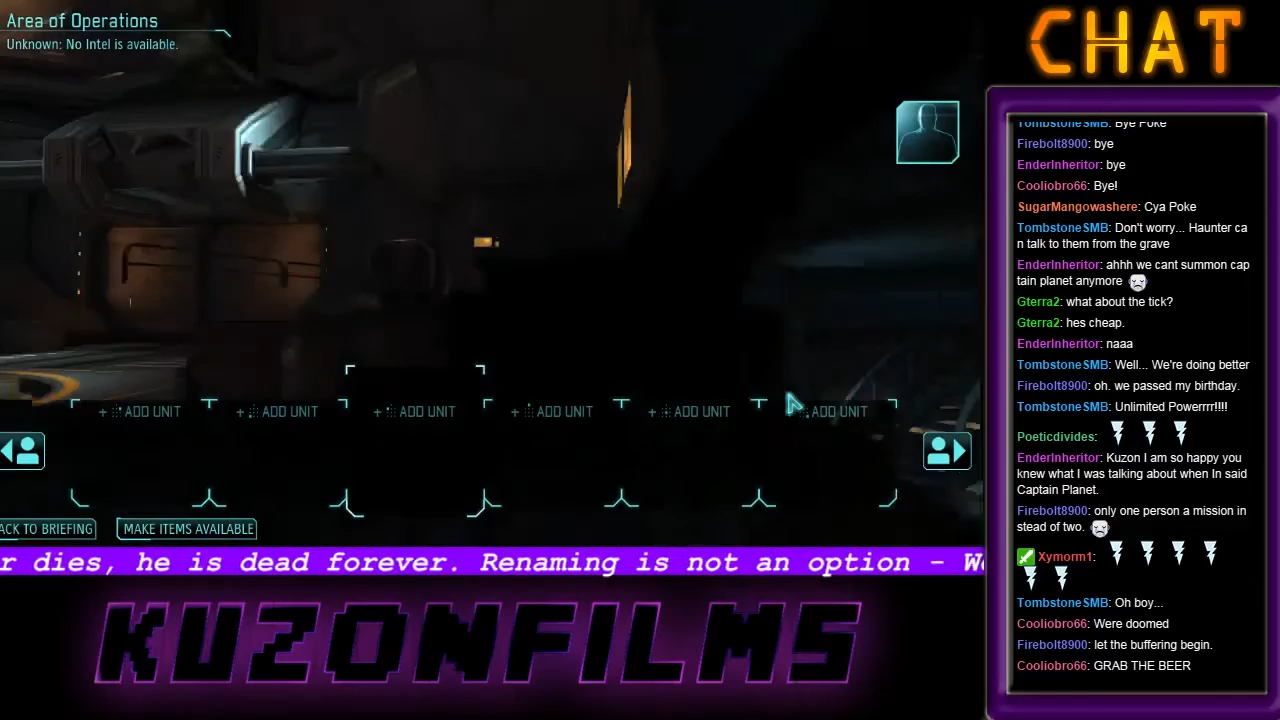 Area of Operations
Unknown: No Intel is available.
+ ADD UNIT
+ ADD UNIT
+ ADD UNIT
+ ADD UNIT
+ ADD UNIT
ADD UNIT
ACK TO BRIEFING
MAKE ITEMS AVAILABLE
r dies, he is dead forever. Renaming is not an option - We
KUZONFILMS
CHAT
TombstoneSMB: Bye Poke
Firebolt8900: bye
EnderInheritor: bye
Cooliobro66: Bye!
SugarMangowashere: Cya Poke
TombstoneSMB: Don't worry... Haunter ca
n talk to them from the grave
EnderInheritor: ahhh we cant summon cap
tain planet anymore
Gterra2: what about the tick?
Gterra2: hes cheap.
EnderInheritor: naaa
TombstoneSMB: Well... We're doing better
Firebolt8900: oh. we passed my birthday.
TombstoneSMB: Unlimited Powerrrr!!!!
Poeticdivides:
EnderInheritor: Kuzon I am so happy you
knew what I was talking about when In said
Captain Planet.
Firebolt8900: only one person a mission in
stead of two.
Xymorm1:
TombstoneSMB: Oh boy...
Cooliobro66: Were doomed
Firebolt8900: let the buffering begin.
Cooliobro66: GRAB THE BEER